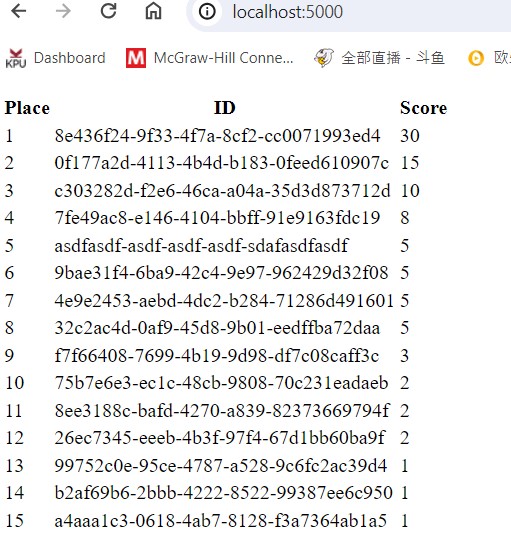 localhost:5000
KPU Dashboard M McGraw-Hill Conne... 全部直播 - 斗鱼
Place ID Score
1 8e436f24-9f33-4f7a-8cf2-cc0071993ed4 30
2 0f177a2d-4113-4b4d-b183-0feed610907c 15
3 c303282d-f2e6-46ca-a04a-35d3d873712d 10
4 7fe49ac8-e146-4104-bbff-91e9163fdc19 8
5 asdfasdf-asdf-asdf-asdf-sdafasdfasdf 5
6 9bae31f4-6ba9-42c4-9e97-962429d32f08 5
7 4e9e2453-aebd-4dc2-b284-71286d491601 5
8 32c2ac4d-0af9-45d8-9b01-eedffba72daa 5
9 f7f66408-7699-4b19-9d98-df7c08caff3c 3
10 75b7e6e3-ec1c-48cb-9808-70c231eadaeb 2
11 8ee3188c-bafd-4270-a839-82373669794f 2
12 26ec7345-eeeb-4b3f-97f4-67d1bb60ba9f 2
13 99752c0e-95ce-4787-a528-9c6fc2ac39d4 1
14 b2af69b6-2bbb-4222-8522-99387ee6c950 1
15 a4aaa1c3-0618-4ab7-8128-f3a7364ab1a5 1